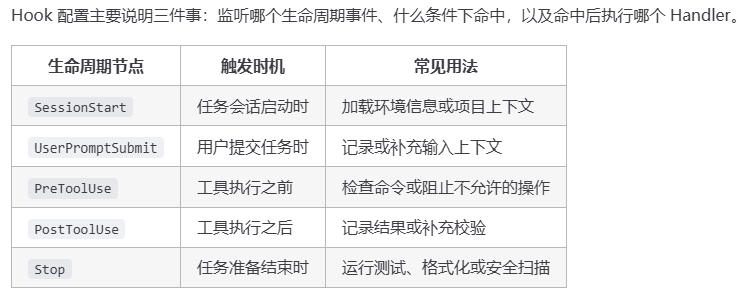 Hook 配置主要说明三件事：监听哪个生命周期事件、什么条件下命中，以及命中后执行哪个 Handler。
生命周期节点 触发时机 常见用法
SessionStart 任务会话启动时 加载环境信息或项目上下文
UserPromptSubmit 用户提交任务时 记录或补充输入上下文
PreToolUse 工具执行之前 检查命令或阻止不允许的操作
PostToolUse 工具执行之后 记录结果或补充校验
Stop 任务准备结束时 运行测试、格式化或安全扫描